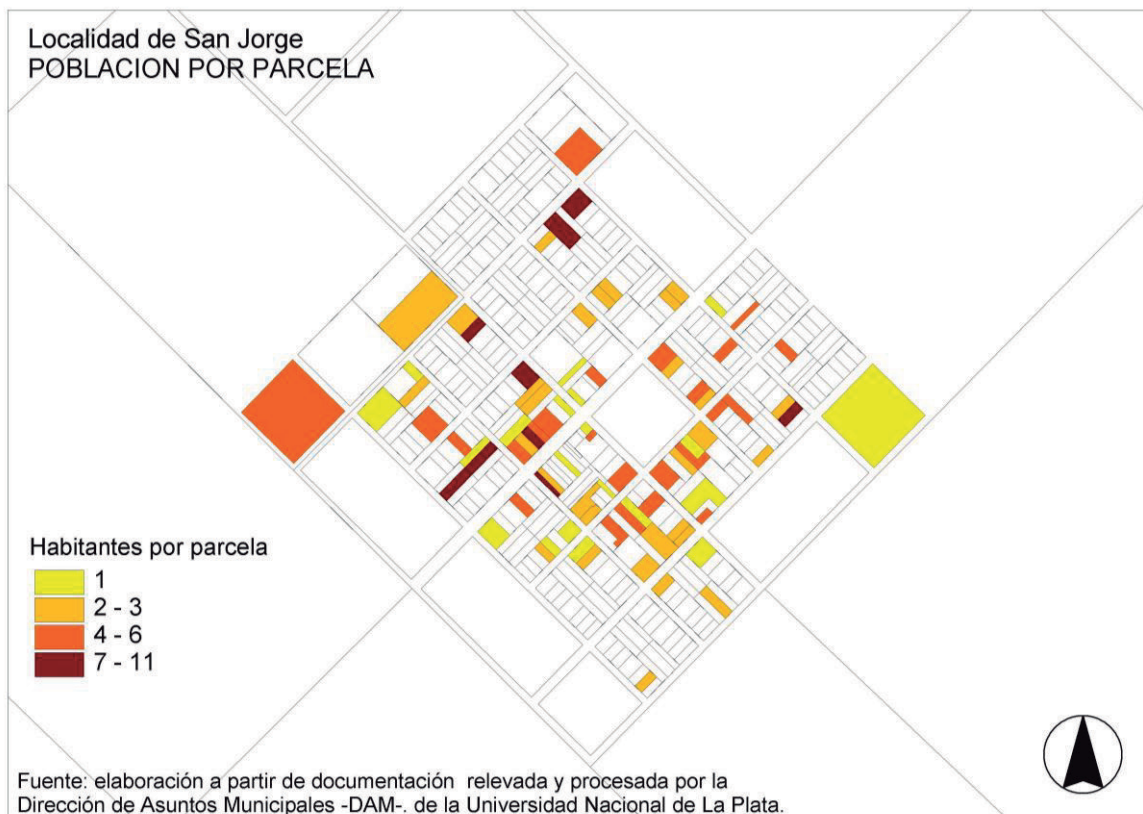 Localidad de San Jorge
POBLACION POR PARCELA
Habitantes por parcela
1
2 - 3
4 - 6
7 - 11
Fuente: elaboración a partir de documentación relevada y procesada por la
Dirección de Asuntos Municipales -DAM-. de la Universidad Nacional de La Plata.